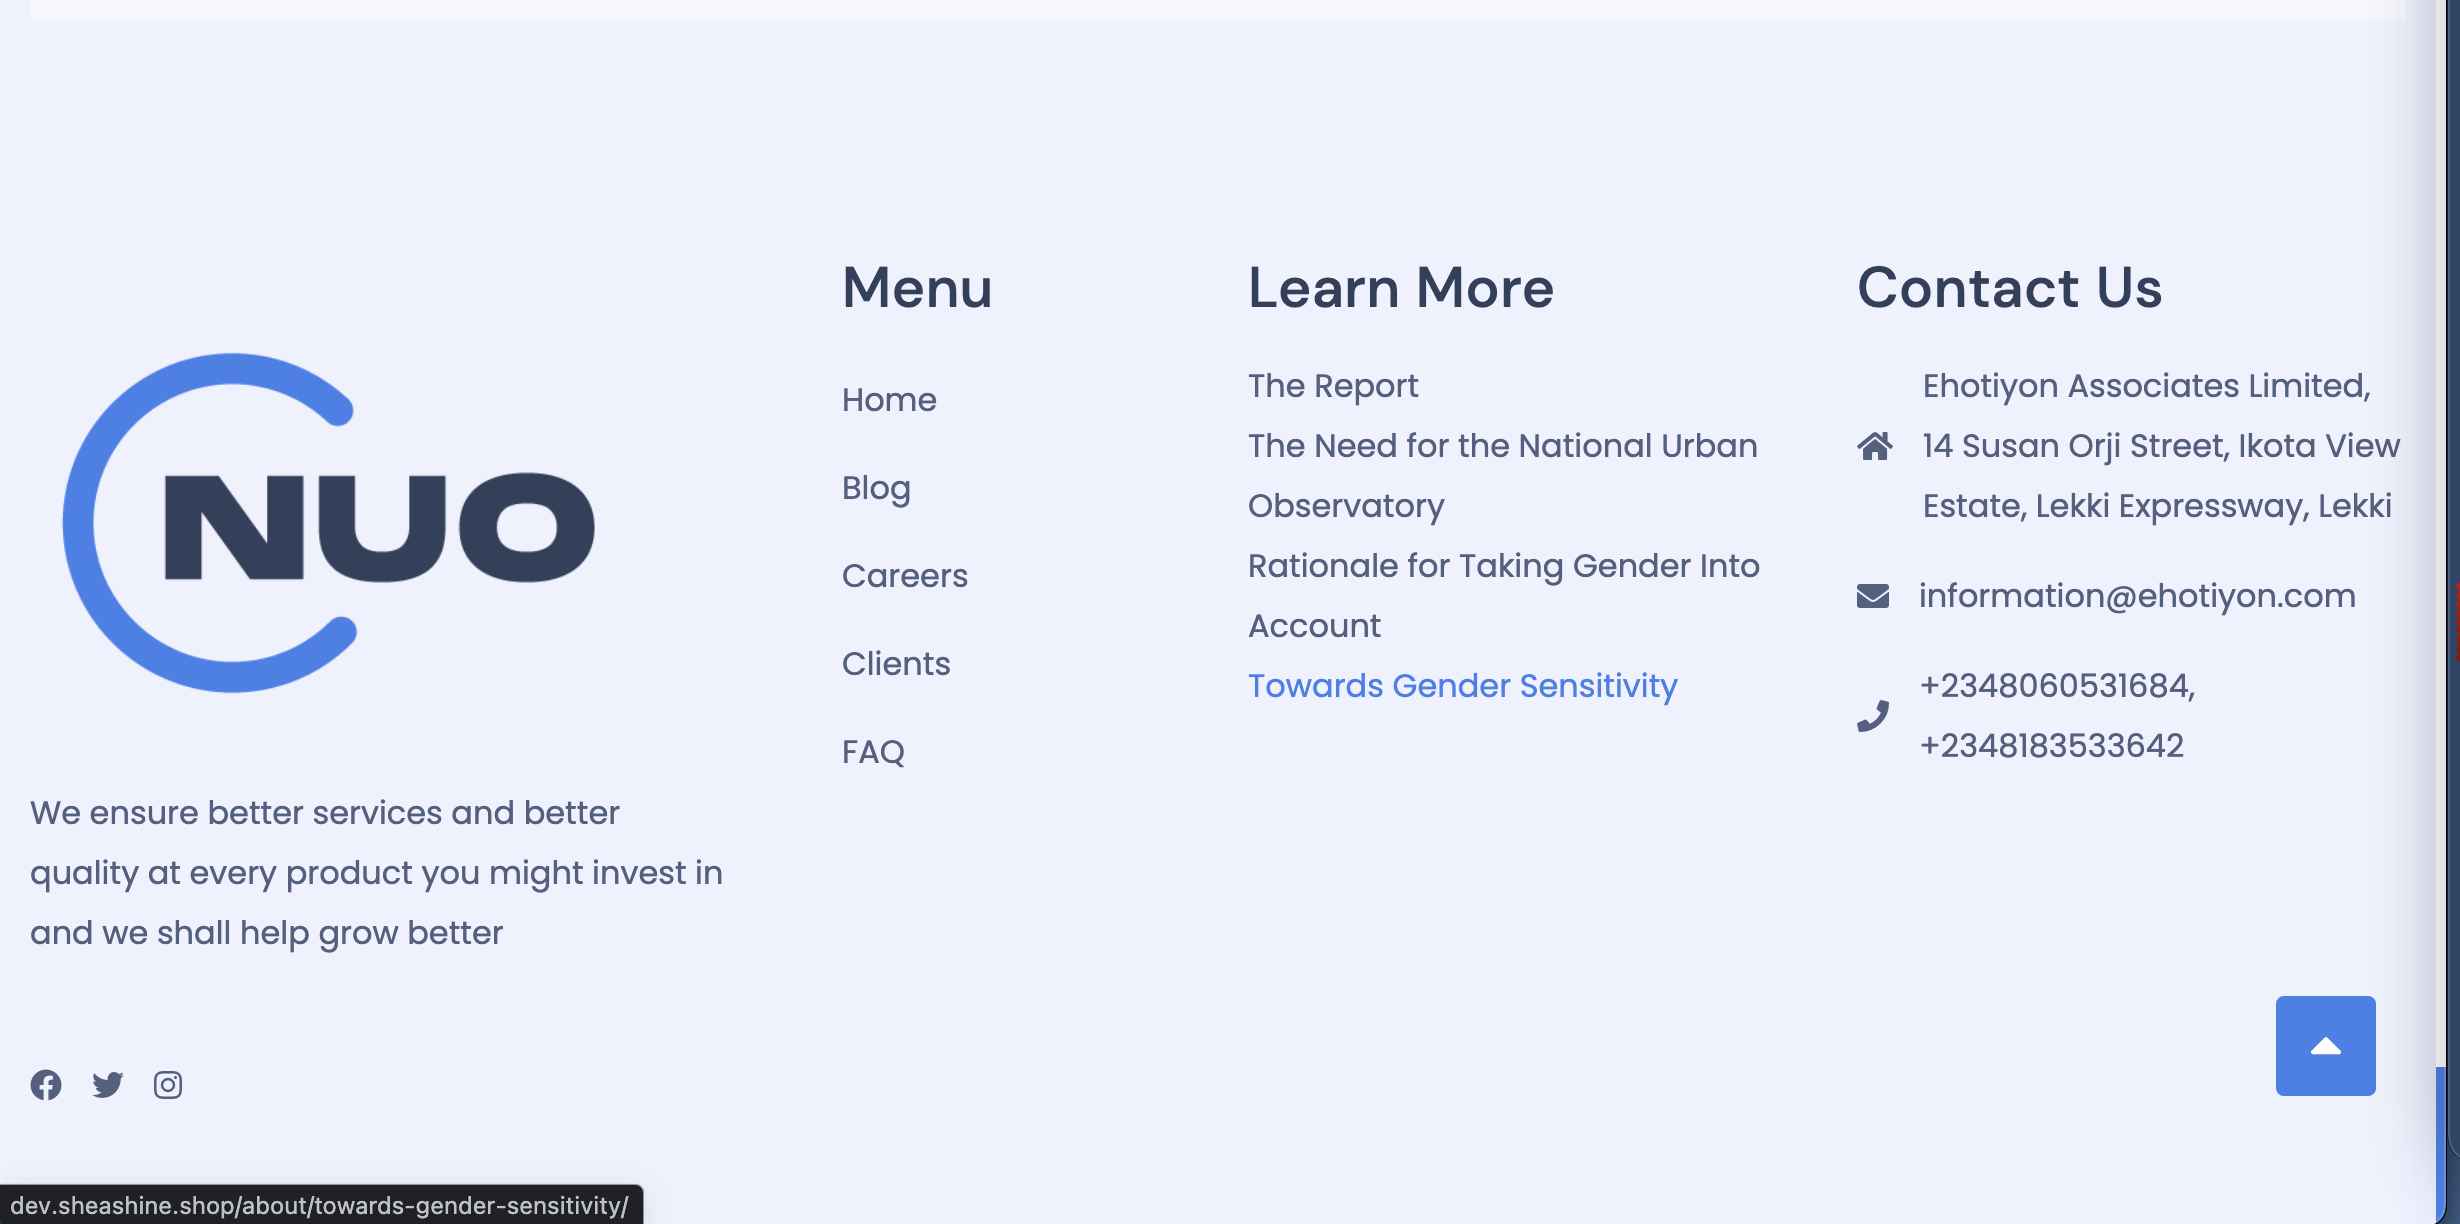 NUO
We ensure better services and better
quality at every product you might invest in
and we shall help grow better
Menu
Home
Blog
Careers
Clients
FAQ
Learn More
The Report
The Need for the National Urban
Observatory
Rationale for Taking Gender Into
Account
Towards Gender Sensitivity
Contact Us
Ehotiyon Associates Limited,
14 Susan Orji Street, Ikota View
Estate, Lekki Expressway, Lekki
information@ehotiyon.com
+2348060531684,
+2348183533642
dev.sheashine.shop/about/towards-gender-sensitivity/